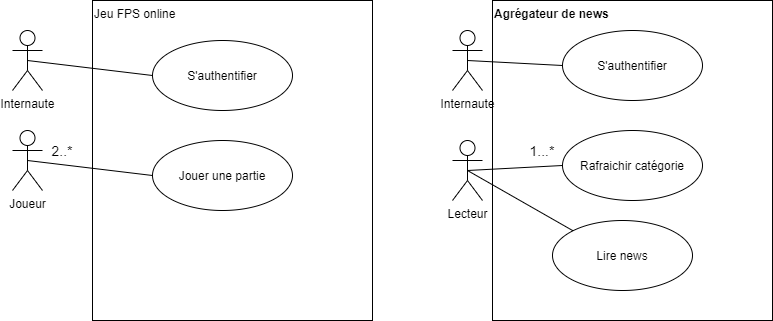 Jeu FPS online
S'authentifier
Internaute
2..*
Jouer une partie
Joueur
Agrégateur de news
S'authentifier
Internaute
1...*
Rafraichir catégorie
Lecteur
Lire news